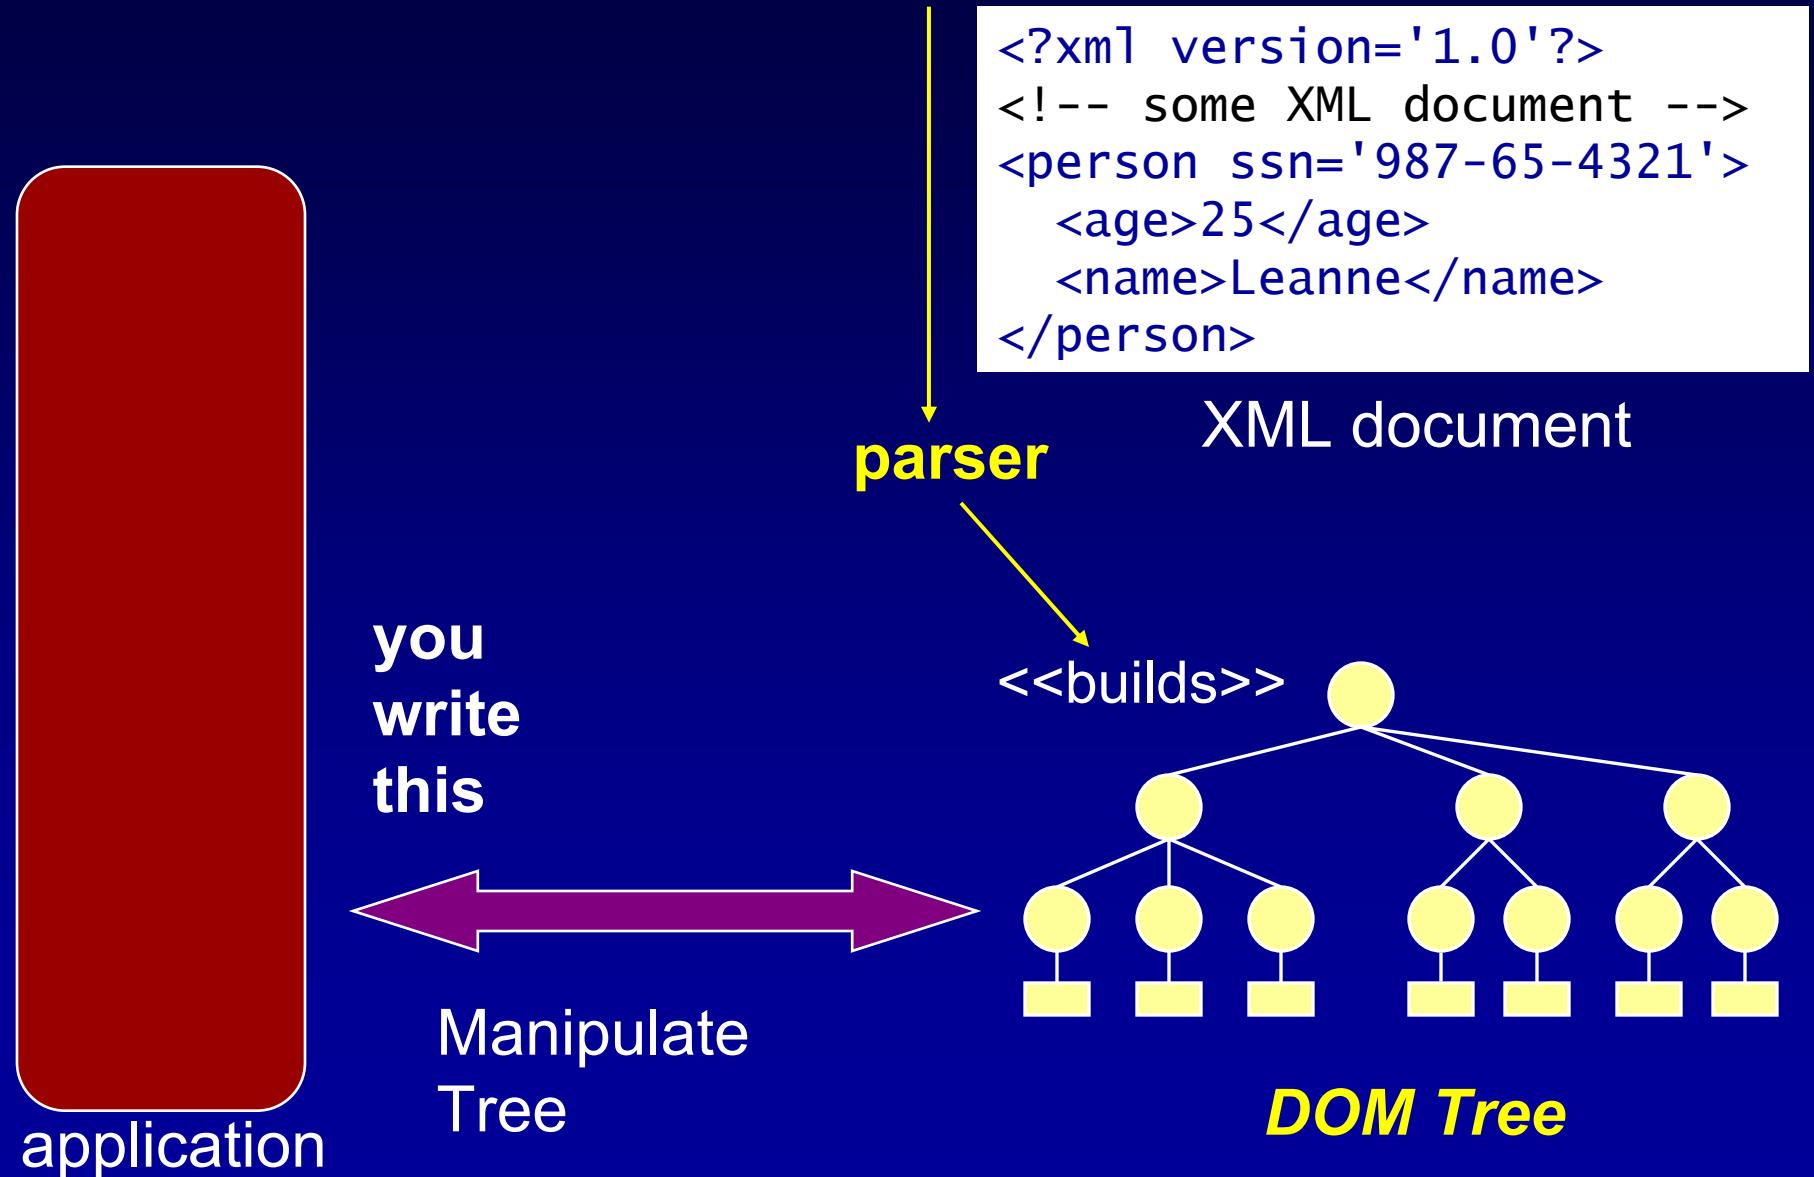 <?xml version='1.0'?>
<!-- some XML document -->
<person ssn='987-65-4321'>
  <age>25</age>
  <name>Leanne</name>
</person>
XML document
parser
you
write
this
<<builds>>
Manipulate
Tree
DOM Tree
application